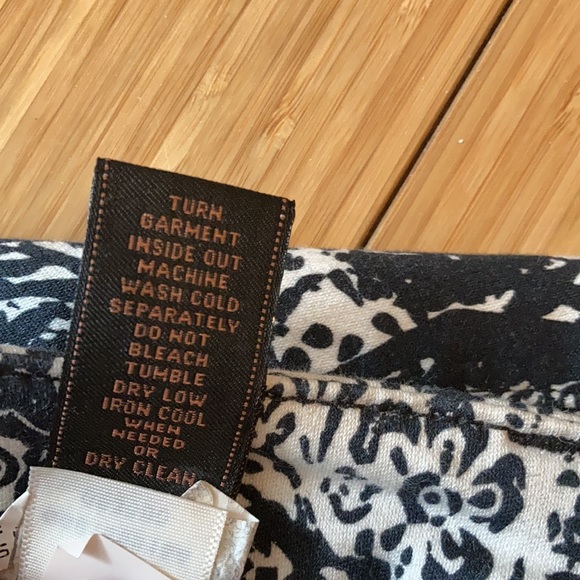 TURN
GARMENT
INSIDE OUT
MACHINE
WASH COLD
SEPARATELY
DO NOT
BLEACH
TUMBLE
DRY LOW
IRON COOL
WHEN
NEEDED
OR
DRY CLEAN